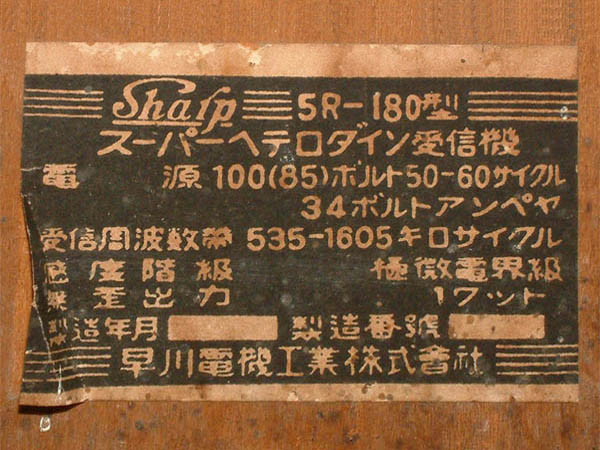 Sharp 5R-180型
スーパーヘテロダイン受信機
電源 100(85)ボルト50-60サイクル
34ボルトアンペヤ
受信周波数帯 535-1605キロサイクル
感度階級 極微電界級
無歪出力 1ワット
製造年月 製造番號
早川電機工業株式會社